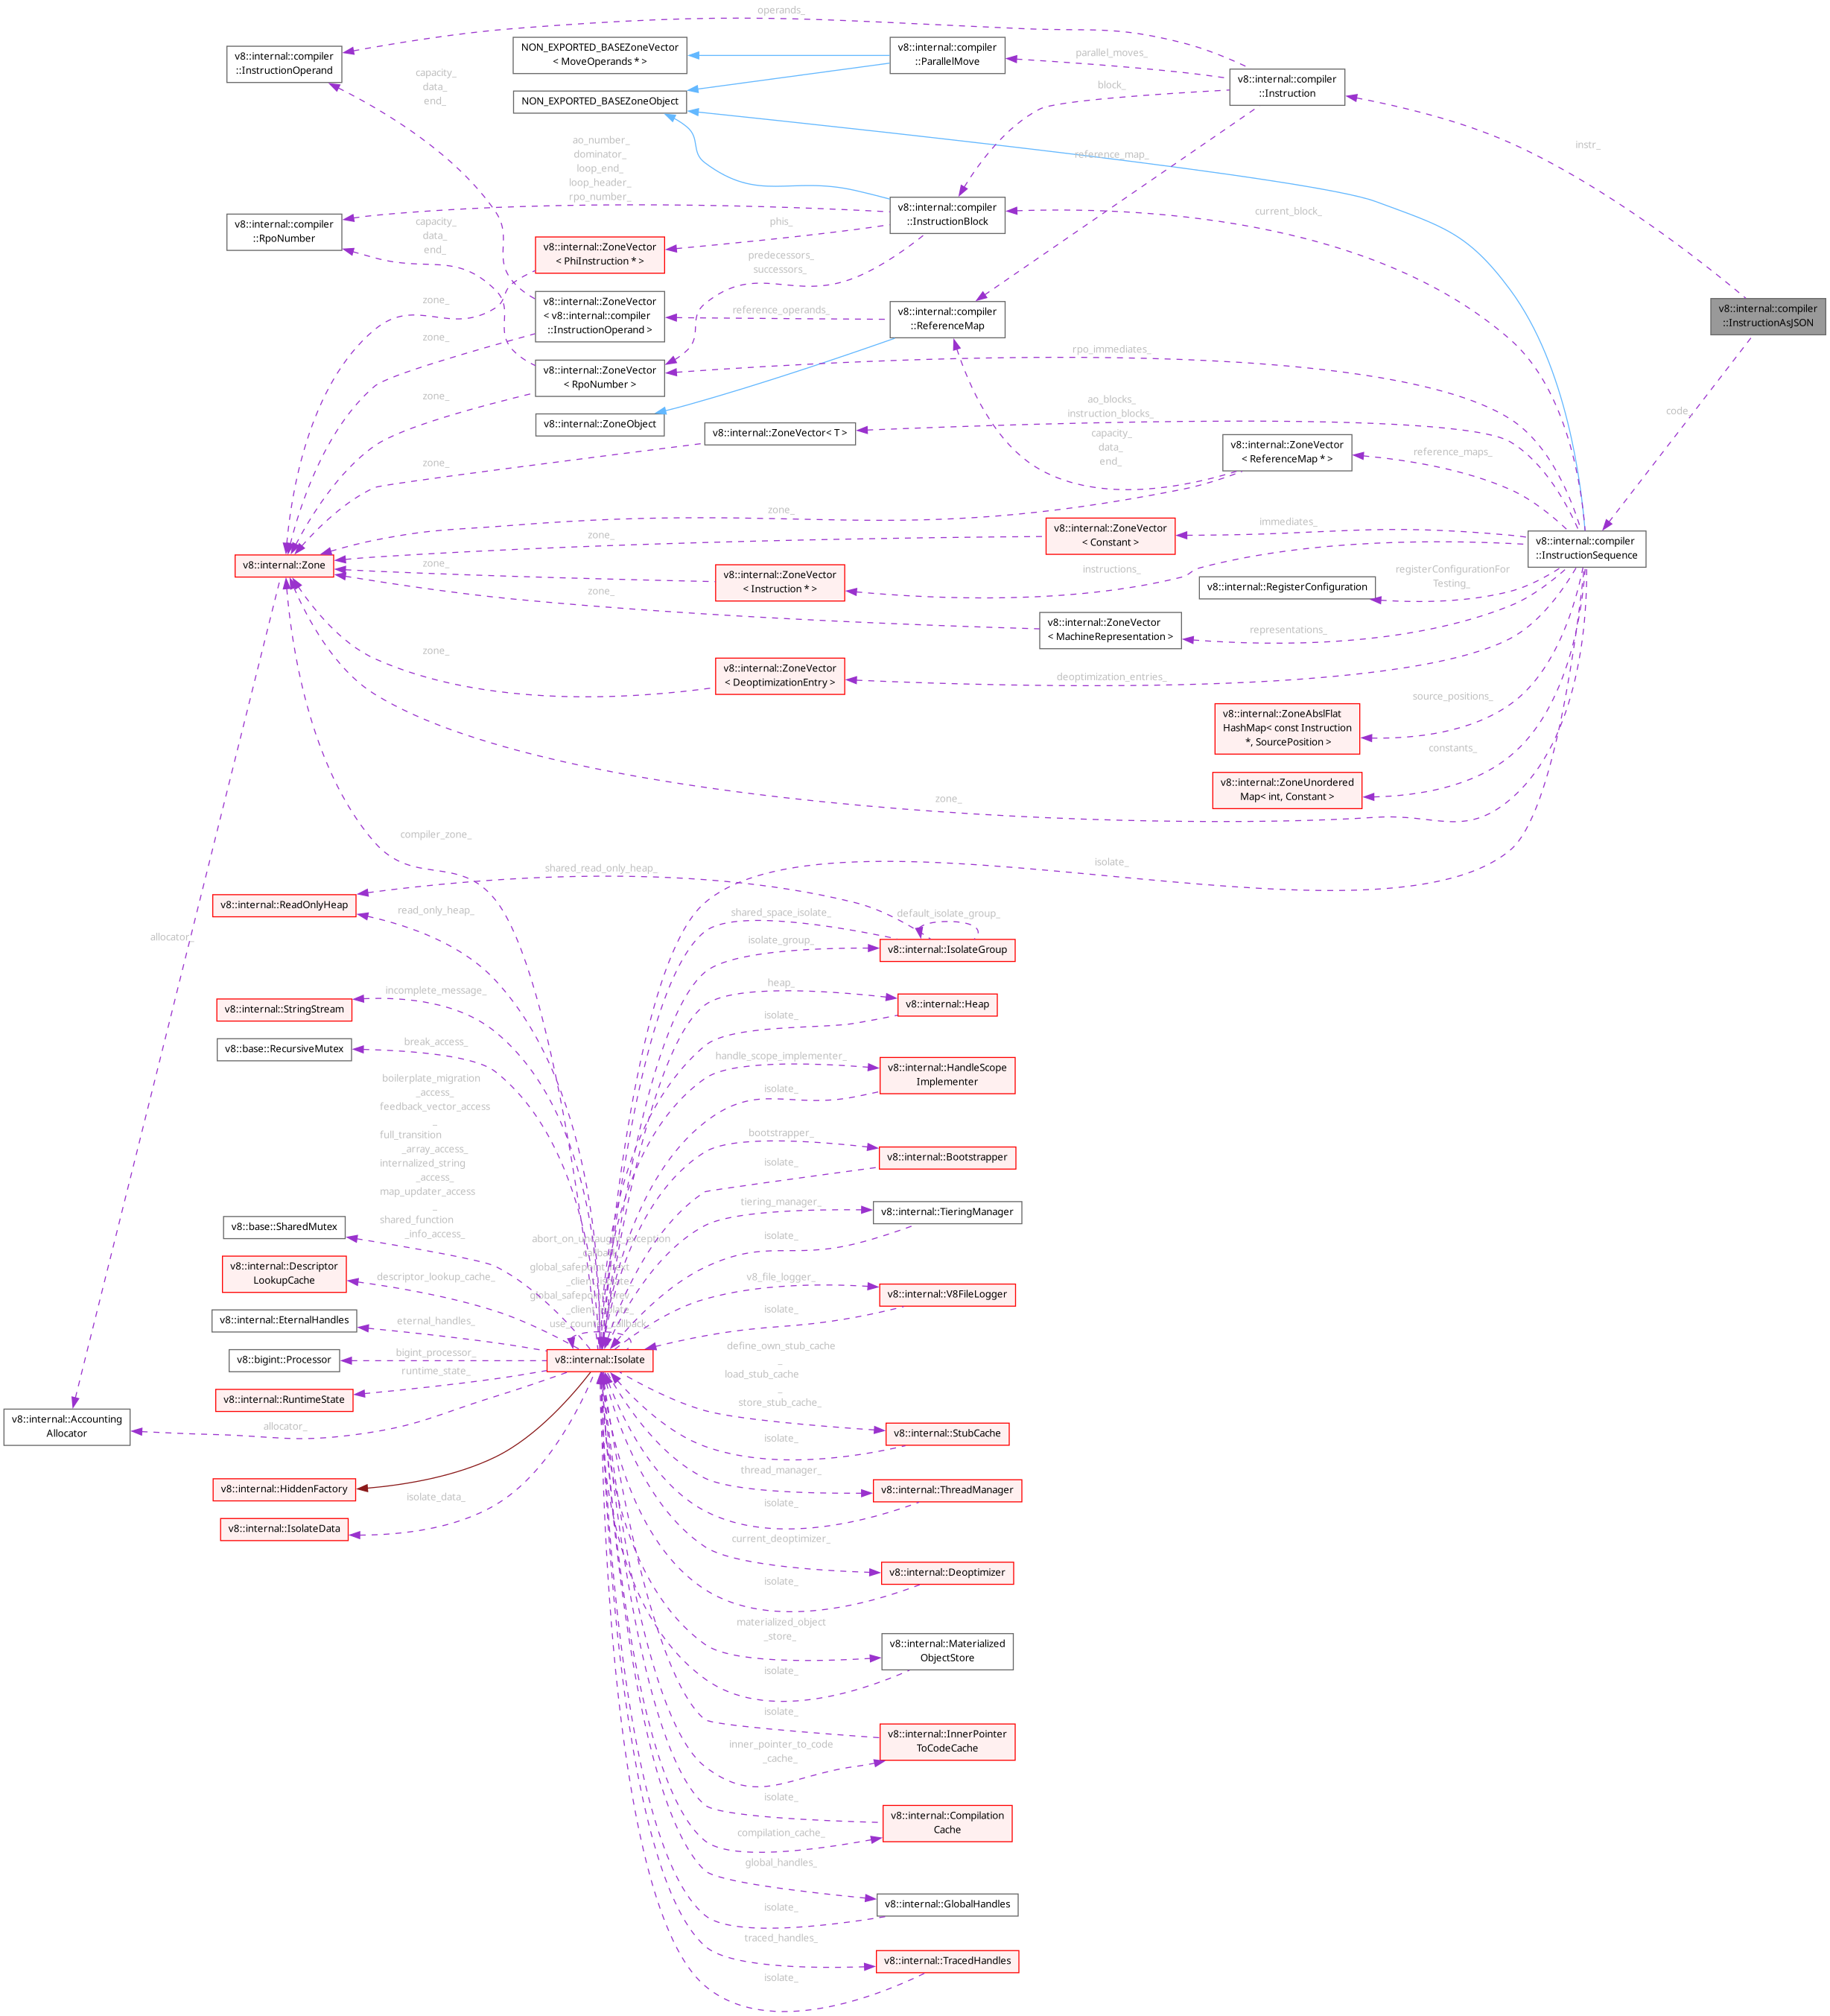 operands_
v8::internal::compiler
::InstructionOperand
NON_EXPORTED_BASEZoneVector
< MoveOperands * >
v8::internal::compiler
::ParallelMove
parallel_moves_
v8::internal::compiler
::Instruction
capacity_
data_
end_
NON_EXPORTED_BASEZoneObject
block_
instr_
ao_number_
dominator_
loop_end_
loop_header_
rpo_number_
reference_map_
v8::internal::compiler
::RpoNumber
capacity_
data_
end_
v8::internal::compiler
::InstructionBlock
current_block_
phis_
v8::internal::ZoneVector
< PhiInstruction * >
predecessors_
successors_
zone_
v8::internal::ZoneVector
< v8::internal::compiler
::InstructionOperand >
reference_operands_
v8::internal::compiler
::ReferenceMap
v8::internal::compiler
::InstructionAsJSON
zone_
rpo_immediates_
v8::internal::ZoneVector
< RpoNumber >
zone_
ao_blocks_
instruction_blocks_
code_
v8::internal::ZoneObject
v8::internal::ZoneVector< T >
capacity_
data_
end_
v8::internal::ZoneVector
< ReferenceMap * >
reference_maps_
zone_
zone_
v8::internal::ZoneVector
< Constant >
immediates_
zone_
v8::internal::compiler
::InstructionSequence
v8::internal::Zone
zone_
v8::internal::ZoneVector
< Instruction * >
instructions_
v8::internal::RegisterConfiguration
registerConfigurationFor
Testing_
zone_
v8::internal::ZoneVector
< MachineRepresentation >
representations_
zone_
v8::internal::ZoneVector
< DeoptimizationEntry >
deoptimization_entries_
source_positions_
v8::internal::ZoneAbslFlat
HashMap< const Instruction
*, SourcePosition >
constants_
v8::internal::ZoneUnordered
Map< int, Constant >
zone_
compiler_zone_
isolate_
shared_read_only_heap_
v8::internal::ReadOnlyHeap
read_only_heap_
shared_space_isolate_
default_isolate_group_
allocator_
isolate_group_
v8::internal::IsolateGroup
incomplete_message_
heap_
v8::internal::StringStream
v8::internal::Heap
isolate_
break_access_
v8::base::RecursiveMutex
handle_scope_implementer_
v8::internal::HandleScope
Implementer
isolate_
boilerplate_migration
_access_
feedback_vector_access
_
full_transition
_array_access_
internalized_string
_access_
map_updater_access
_
shared_function
_info_access_
bootstrapper_
v8::internal::Bootstrapper
isolate_
tiering_manager_
v8::internal::TieringManager
v8::base::SharedMutex
isolate_
abort_on_uncaught_exception
_callback_
global_safepoint_next
_client_isolate_
global_safepoint_prev
_client_isolate_
use_counter_callback_
v8::internal::Descriptor
LookupCache
descriptor_lookup_cache_
v8_file_logger_
v8::internal::V8FileLogger
isolate_
v8::internal::EternalHandles
eternal_handles_
v8::bigint::Processor
bigint_processor_
v8::internal::Isolate
define_own_stub_cache
_
load_stub_cache
_
store_stub_cache_
runtime_state_
v8::internal::RuntimeState
v8::internal::Accounting
Allocator
allocator_
v8::internal::StubCache
isolate_
v8::internal::HiddenFactory
thread_manager_
v8::internal::ThreadManager
isolate_data_
isolate_
v8::internal::IsolateData
current_deoptimizer_
v8::internal::Deoptimizer
isolate_
materialized_object
_store_
v8::internal::Materialized
ObjectStore
isolate_
isolate_
v8::internal::InnerPointer
ToCodeCache
inner_pointer_to_code
_cache_
isolate_
v8::internal::Compilation
Cache
compilation_cache_
global_handles_
v8::internal::GlobalHandles
isolate_
traced_handles_
v8::internal::TracedHandles
isolate_